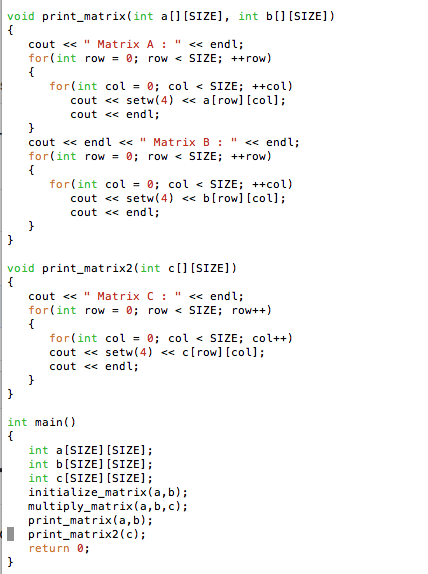 void print_matrix(int a[][SIZE], int b[][SIZE])
{
   cout << " Matrix A : " << endl;
   for(int row = 0; row < SIZE; ++row)
   {
      for(int col = 0; col < SIZE; ++col)
         cout << setw(4) << a[row][col];
         cout << endl;
   }
   cout << endl << " Matrix B : " << endl;
   for(int row = 0; row < SIZE; ++row)
   {
      for(int col = 0; col < SIZE; ++col)
         cout << setw(4) << b[row][col];
         cout << endl;
   }
}

void print_matrix2(int c[][SIZE])
{
   cout << " Matrix C : " << endl;
   for(int row = 0; row < SIZE; row++)
   {
      for(int col = 0; col < SIZE; col++)
      cout << setw(4) << c[row][col];
      cout << endl;
   }
}

int main()
{
   int a[SIZE][SIZE];
   int b[SIZE][SIZE];
   int c[SIZE][SIZE];
   initialize_matrix(a,b);
   multiply_matrix(a,b,c);
   print_matrix(a,b);
   print_matrix2(c);
   return 0;
}